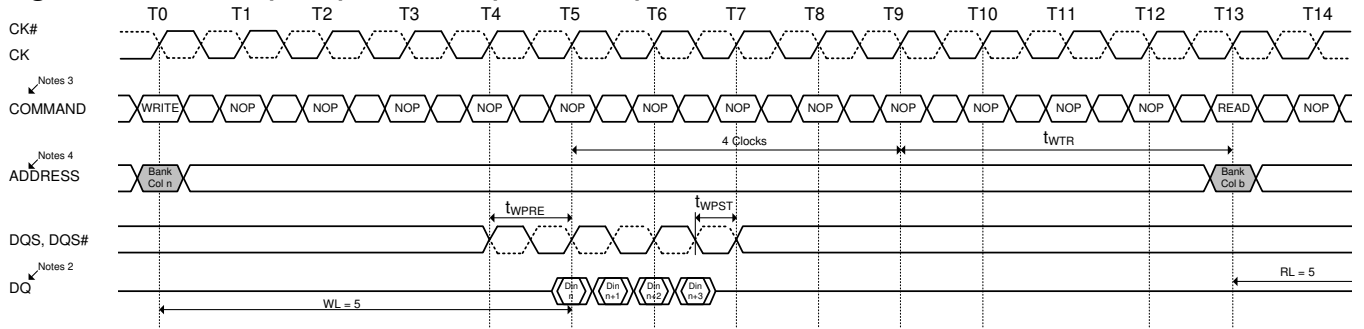 T0 T1 T2 T3 T4 T5 T6 T7 T8 T9 T10 T11 T12 T13 T14
CK#
CK
Notes 3
COMMAND WRITE NOP NOP NOP NOP NOP NOP NOP NOP NOP NOP NOP NOP READ NOP
4 Clocks tWTR
Notes 4
ADDRESS
Bank Col n
Bank Col b
tWPRE tWPST
DQS, DQS#
Notes 2
DQ
Din n
Din n+1
Din n+2
Din n+3
RL = 5
WL = 5